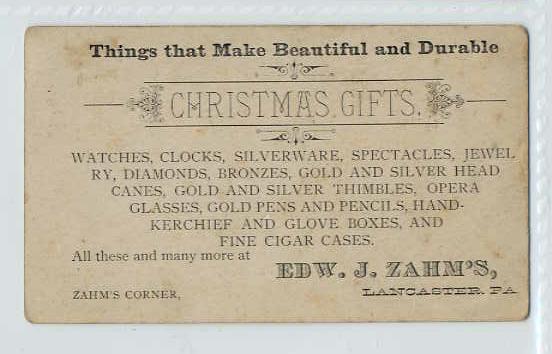 Things that Make Beautiful and Durable
CHRISTMAS GIFTS.
WATCHES, CLOCKS, SILVERWARE, SPECTACLES, JEWEL
RY, DIAMONDS, BRONZES, GOLD AND SILVER HEAD
CANES, GOLD AND SILVER THIMBLES, OPERA
GLASSES, GOLD PENS AND PENCILS, HAND-
KERCHIEF AND GLOVE BOXES, AND
FINE CIGAR CASES.
All these and many more at
EDW. J. ZAHM'S,
ZAHM'S CORNER, LANCASTER, PA